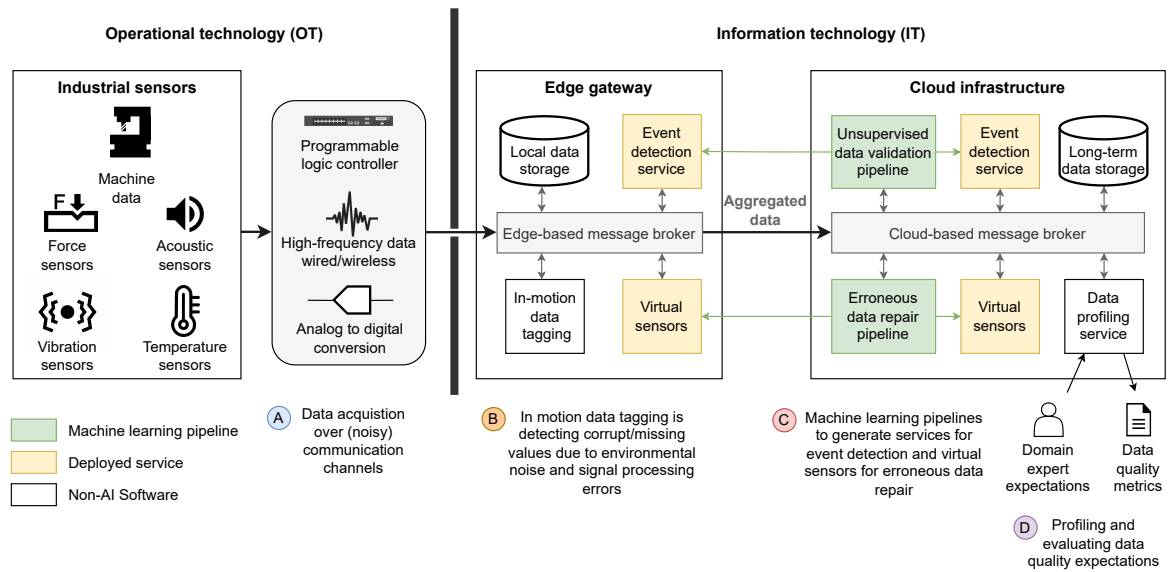 Operational technology (OT)
Information technology (IT)
Industrial sensors
Machine
data
F
Force
sensors
Acoustic
sensors
Vibration
sensors
Temperature
sensors
Programmable
logic controller
High-frequency data
wired/wireless
Analog to digital
conversion
Edge gateway
Local data
storage
Event
detection
service
Edge-based message broker
In-motion
data
tagging
Virtual
sensors
Aggregated
data
Cloud infrastructure
Unsupervised
data validation
pipeline
Event
detection
service
Long-term
data storage
Cloud-based message broker
Erroneous
data repair
pipeline
Virtual
sensors
Data
profiling
service
Machine learning pipeline
Deployed service
Non-AI Software
A
Data acquistion
over (noisy)
communication
channels
B
In motion data tagging is
detecting corrupt/missing
values due to environmental
noise and signal processing
errors
C
Machine learning pipelines
to generate services for
event detection and virtual
sensors for erroneous data
repair
Domain
expert
expectations
Data
quality
metrics
D
Profiling and
evaluating data
quality expectations